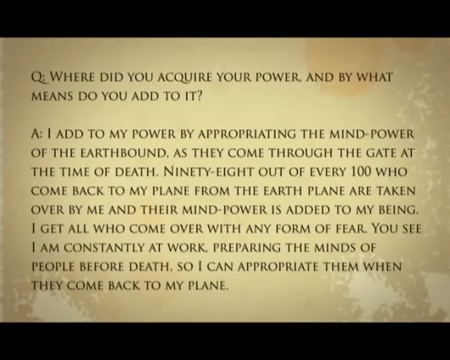 Q: Where did you acquire your power, and by what
means do you add to it?
A: I add to my power by appropriating the mind-power
of the earthbound, as they come through the gate at
the time of death. Ninety-eight out of every 100 who
come back to my plane from the earth plane are taken
over by me and their mind-power is added to my being.
I get all who come over with any form of fear. You see
I am constantly at work, preparing the minds of
people before death, so I can appropriate them when
they come back to my plane.